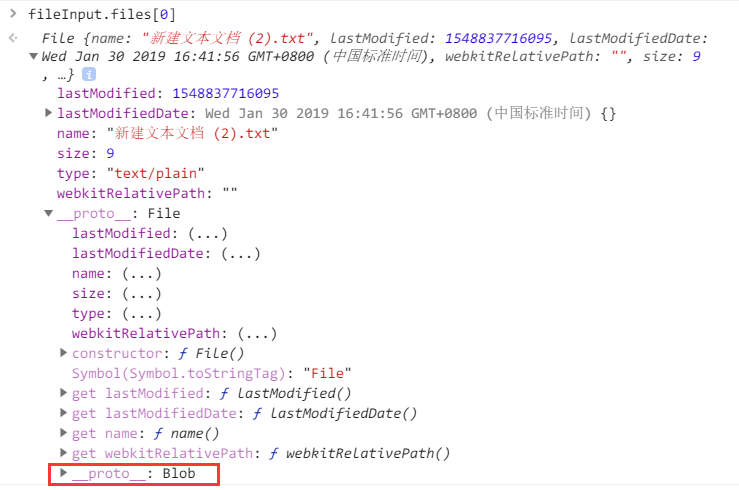 > fileInput.files[0]
File {name: "新建文本文档 (2).txt", lastModified: 1548837716095, lastModifiedDate:
Wed Jan 30 2019 16:41:56 GMT+0800 (中国标准时间), webkitRelativePath: "", size: 9
, …} i
lastModified: 1548837716095
lastModifiedDate: Wed Jan 30 2019 16:41:56 GMT+0800 (中国标准时间) {}
name: "新建文本文档 (2).txt"
size: 9
type: "text/plain"
webkitRelativePath: ""
__proto__: File
lastModified: (...)
lastModifiedDate: (...)
name: (...)
size: (...)
type: (...)
webkitRelativePath: (...)
constructor: ƒ File()
Symbol(Symbol.toStringTag): "File"
get lastModified: ƒ lastModified()
get lastModifiedDate: ƒ lastModifiedDate()
get name: ƒ name()
get webkitRelativePath: ƒ webkitRelativePath()
__proto__: Blob